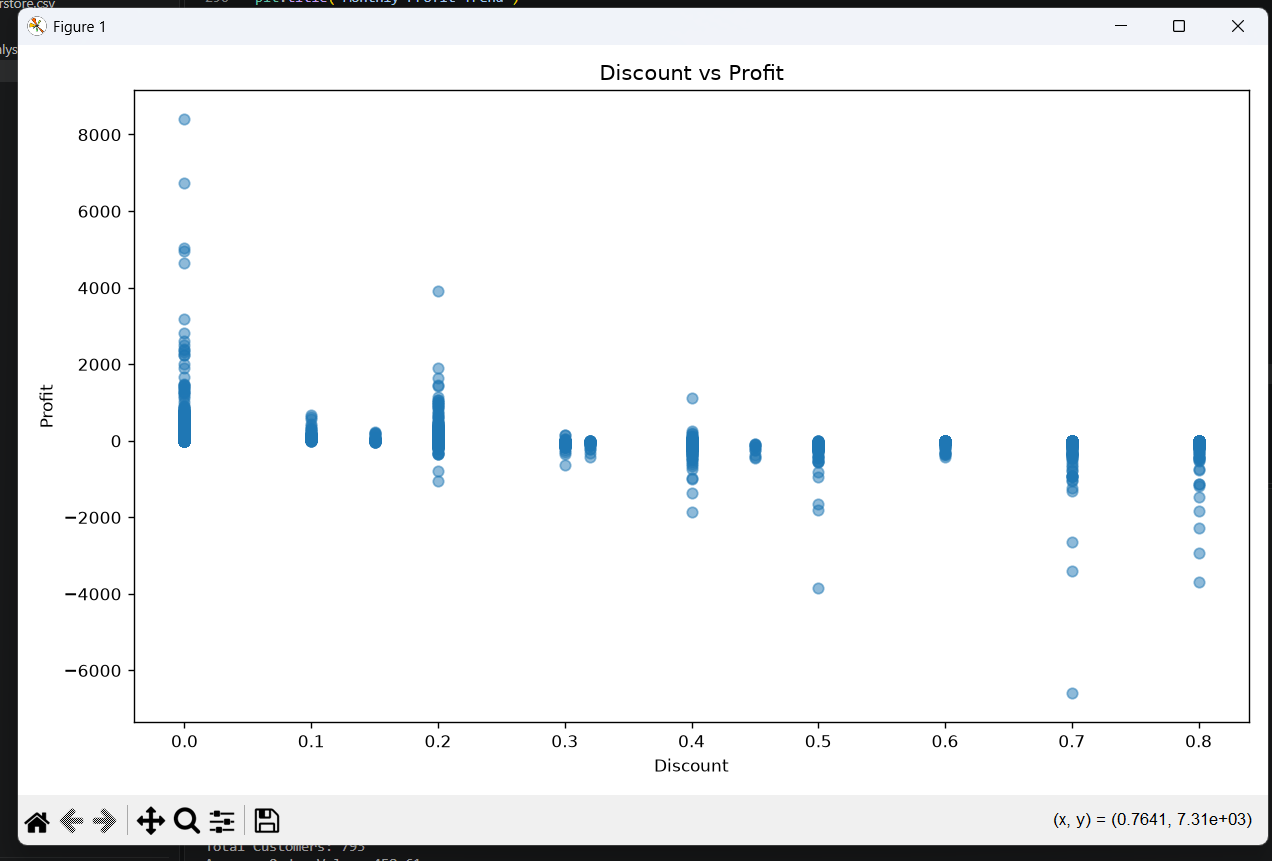 rstore.csv
Figure 1
Discount vs Profit
8000
6000
4000
2000
0
−2000
−4000
−6000
Profit
0.0 0.1 0.2 0.3 0.4 0.5 0.6 0.7 0.8
Discount
(x, y) = (0.7641, 7.31e+03)
Total Customers: 793